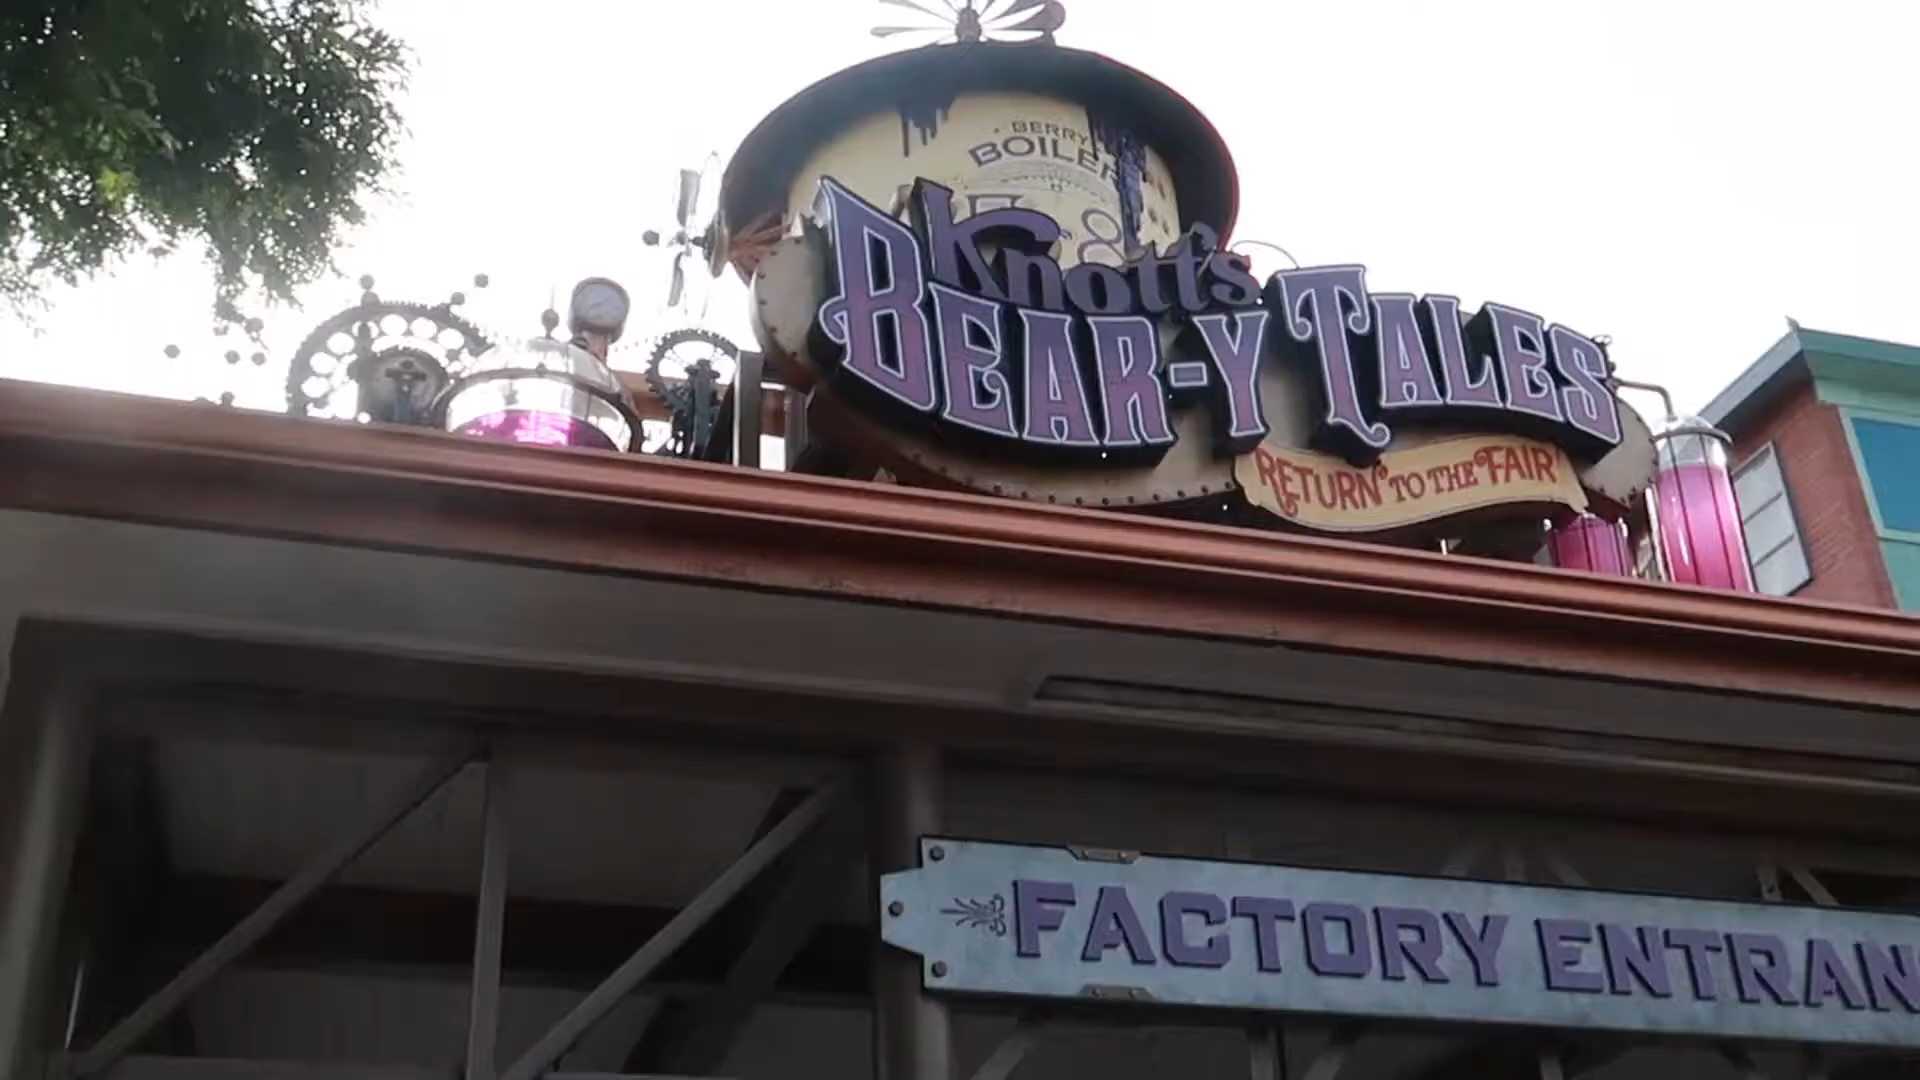 BERRY
BOILER
Knott's
BEAR-Y TALES
RETURN TO THE FAIR
FACTORY ENTRAN